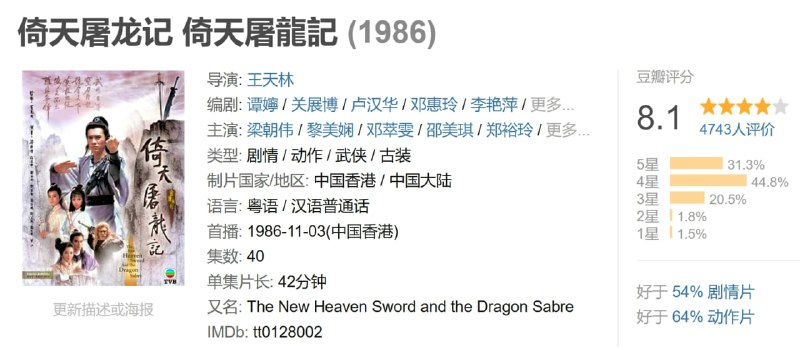 倚天屠龙记 倚天屠龍記 (1986)
倚天屠龍記
The New
Heaven
Sword
And The
Dragon
Sabre
TVB
更新描述或海报
导演: 王天林
编剧: 谭嬣 / 关展博 / 卢汉华 / 邓惠玲 / 李艳萍 / 更多...
主演: 梁朝伟 / 黎美娴 / 邓萃雯 / 邵美琪 / 郑裕玲 / 更多...
类型: 剧情 / 动作 / 武侠 / 古装
制片国家/地区: 中国香港 / 中国大陆
语言: 粤语 / 汉语普通话
首播: 1986-11-03(中国香港)
集数: 40
单集片长: 42分钟
又名: The New Heaven Sword and the Dragon Sabre
IMDb: tt0128002
豆瓣评分
8.1
4743人评价
5星 31.3%
4星 44.8%
3星 20.5%
2星 1.8%
1星 1.5%
好于 54% 剧情片
好于 64% 动作片